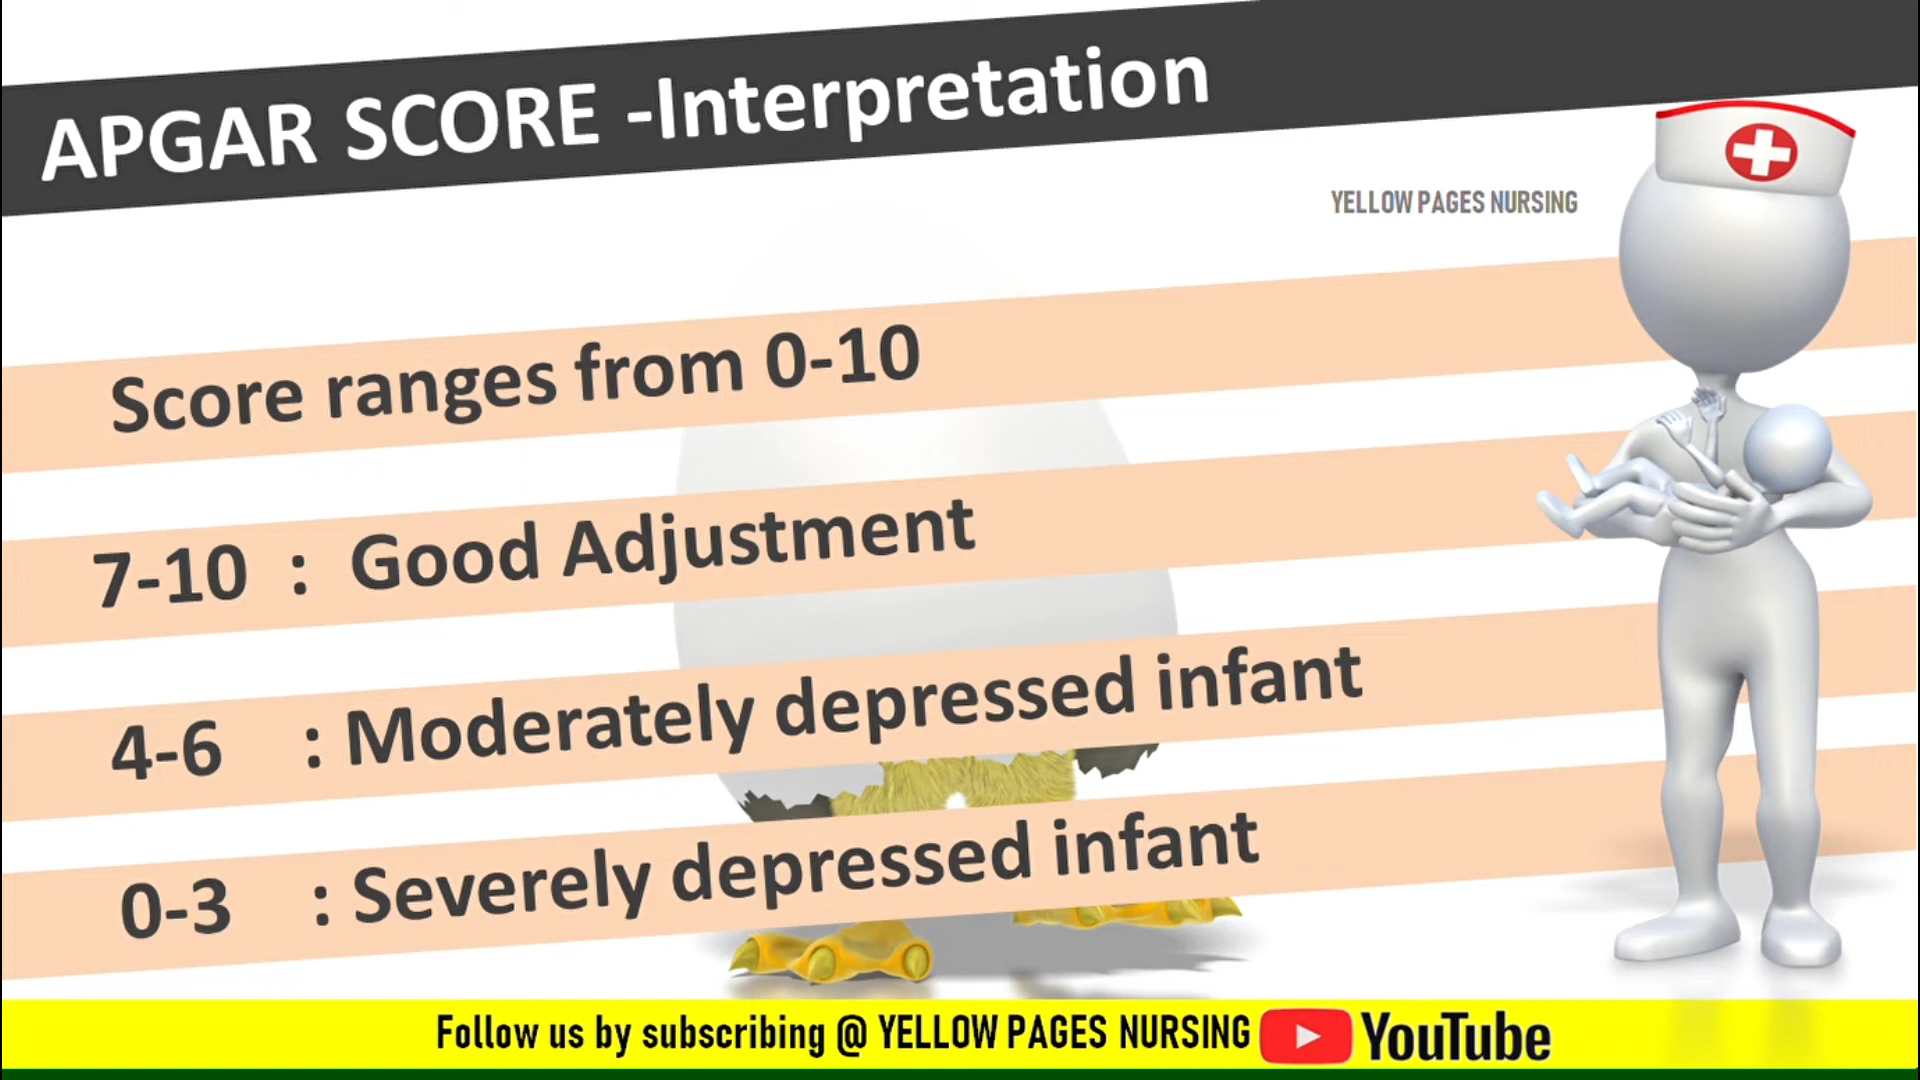 APGAR SCORE -Interpretation
YELLOW PAGES NURSING
Score ranges from 0-10
7-10 : Good Adjustment
4-6 : Moderately depressed infant
0-3 : Severely depressed infant
Follow us by subscribing @ YELLOW PAGES NURSING YouTube